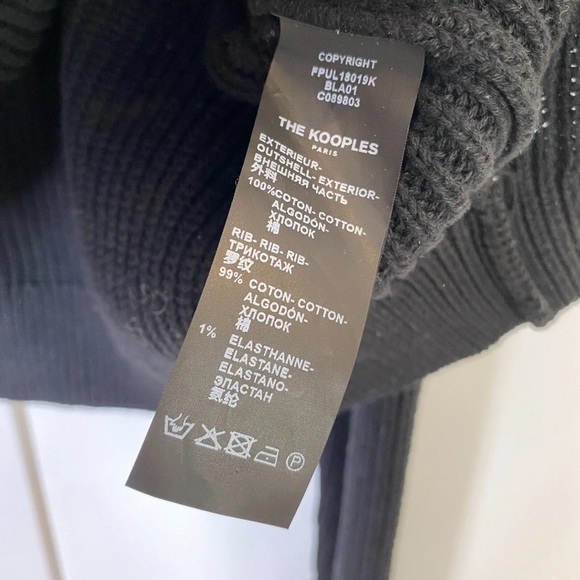 COPYRIGHT
FPUL18019K
BLA01
C089803
THE KOOPLES
PARIS
EXTERIEUR-
OUTSHELL- EXTERIOR-
ВНЕШНЯЯ ЧАСТЬ
外料
100%COTON- COTTON-
ALGODÓN-
ХЛОПОК
棉
RIB- RIB- RIB-
ТРИКОТАЖ
罗纹
99% COTON- COTTON-
ALGODÓN-
ХЛОПОК
棉
1% ELASTHANNE-
ELASTANE-
ELASTANO-
ЭЛАСТАН
氨纶
P